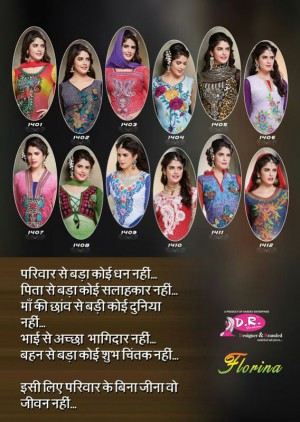 1401
1402
1403
1404
1405
1406
1407
1408
1409
1410
1411
1412
परिवार से बड़ा कोई धन नहीं...
पिता से बड़ा कोई सलाहकार नहीं...
माँ की छांव से बड़ी कोई दुनिया
नहीं...
भाई से अच्छा भागिदार नहीं...
बहन से बड़ा कोई शुभ चिंतक नहीं...
इसी लिए परिवार के बिना जीना वो
जीवन नहीं...
D.R.
Designer & Branded
Florina